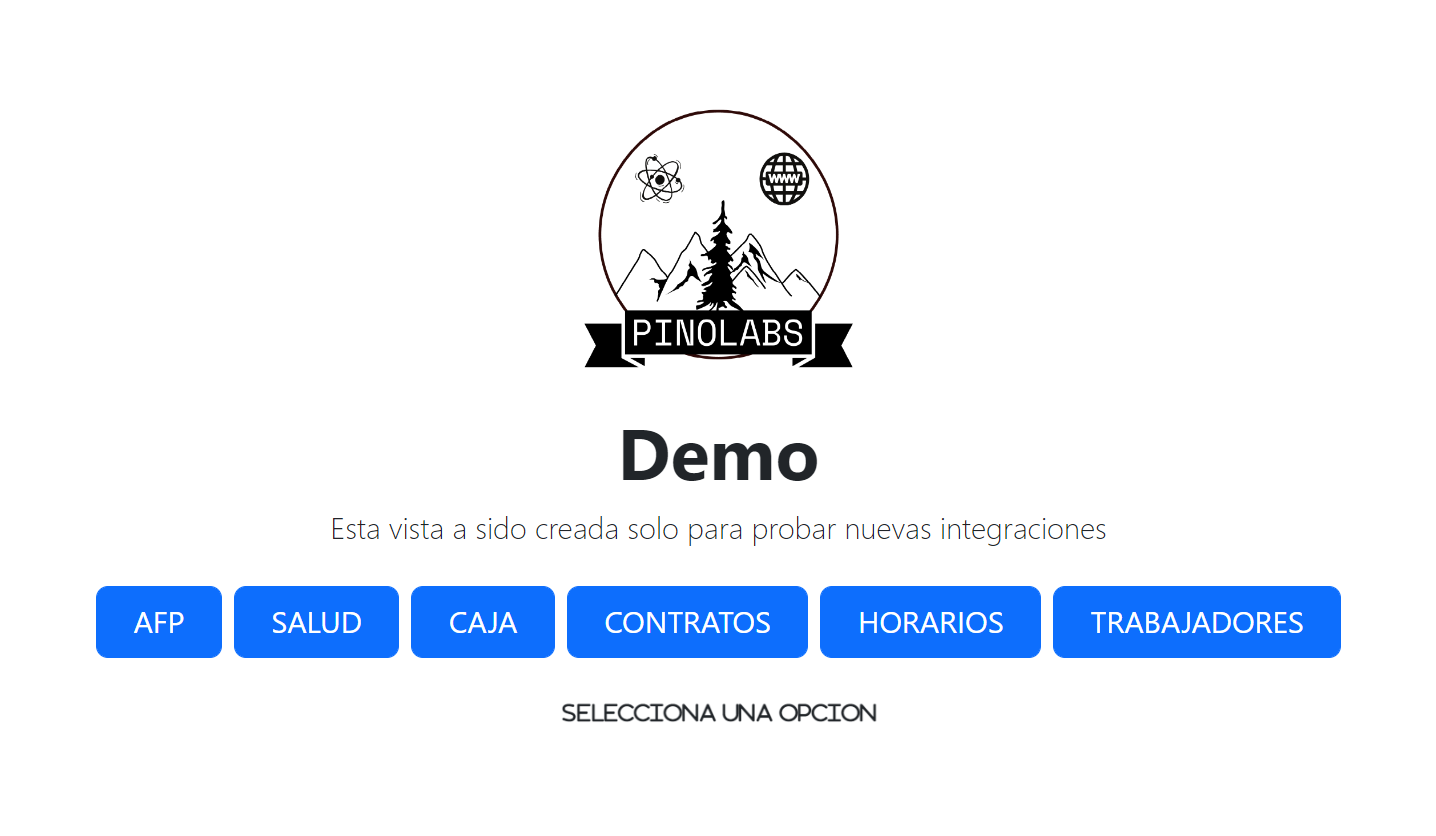 WWW
PINOLABS
Demo
Esta vista a sido creada solo para probar nuevas integraciones
AFP SALUD CAJA CONTRATOS HORARIOS TRABAJADORES
SELECCIONA UNA OPCION